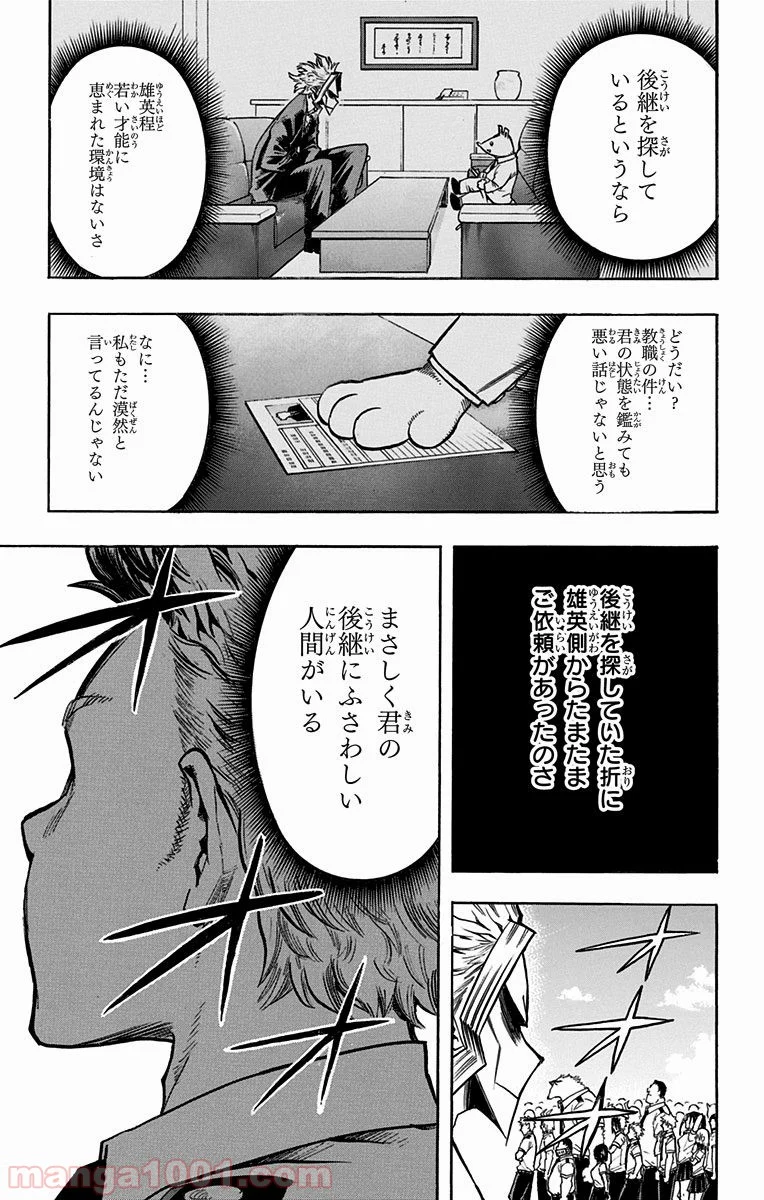 後継を探して
いるというなら
雄英程
若い才能に
恵まれた環境はないさ
どうだい?
教職の件…
君の状態を鑑みても
悪い話じゃないと思う
なに…
私もただ漠然と
言ってるんじゃない
後継を探していた折に
雄英側からたまたま
ご依頼があったのさ
まさしく君の
後継にふさわしい
人間がいる
manga1001.com